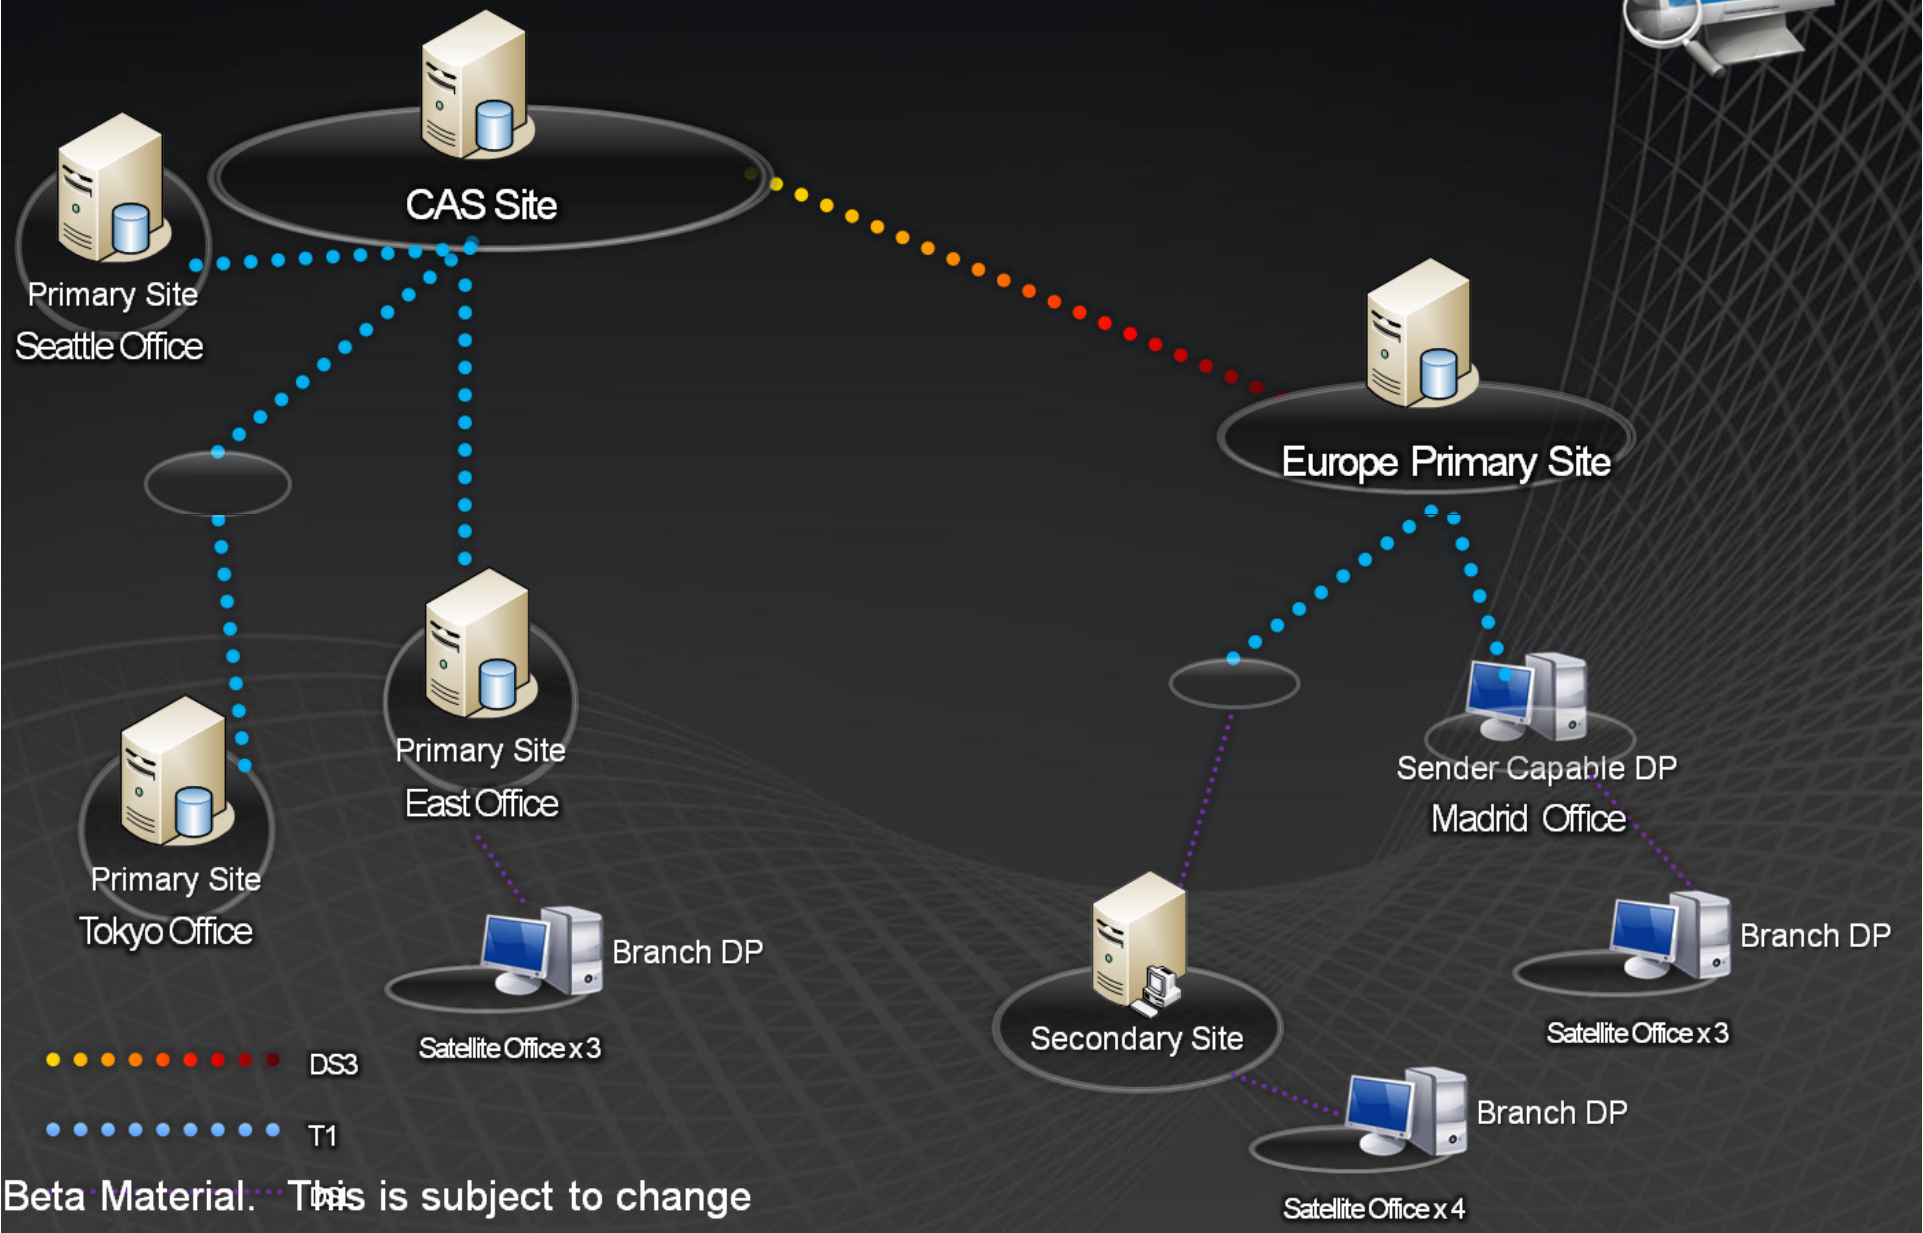 CAS Site
Primary Site
Seattle Office
Europe Primary Site
Primary Site
East Office
Sender Capable DP
Madrid Office
Primary Site
Tokyo Office
Branch DP
Satellite Office x 3
Secondary Site
Branch DP
Satellite Office x 3
Branch DP
Satellite Office x 4
DS3
T1
DSL
Beta Material. This is subject to change